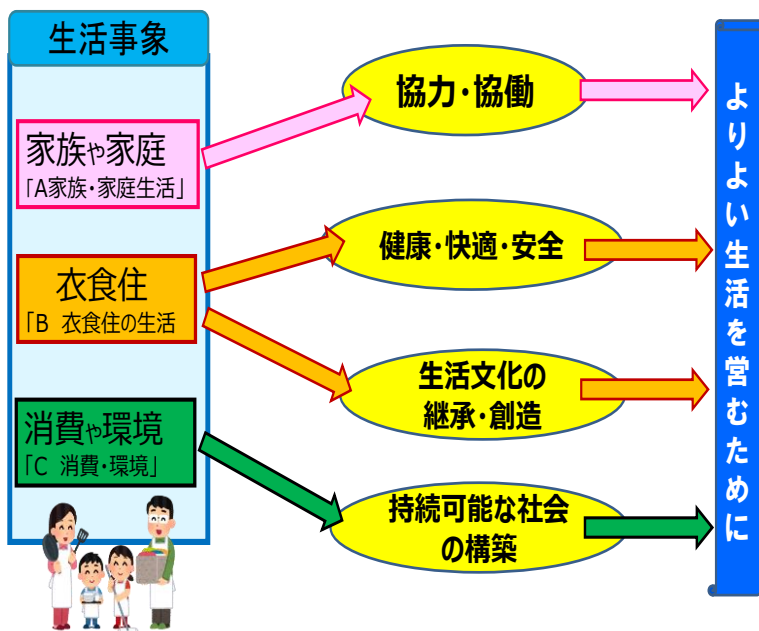 生活事象
家族や家庭
「A家族・家庭生活」
衣食住
「B 衣食住の生活
消費や環境
「C 消費・環境」
協力・協働
健康・快適・安全
生活文化の
継承・創造
持続可能な社会
の構築
よりよい生活を営むために